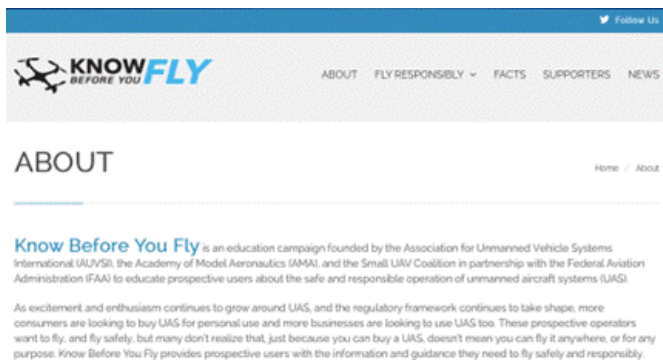 Follow Us
KNOW
BEFORE YOU FLY
ABOUT FLY RESPONSIBLY FACTS SUPPORTERS NEWS
ABOUT
Home / About
Know Before You Fly is an education campaign founded by the Association for Unmanned Vehicle Systems
International (AUVSI), the Academy of Model Aeronautics (AMA), and the Small UAV Coalition in partnership with the Federal Aviation
Administration (FAA) to educate prospective users about the safe and responsible operation of unmanned aircraft systems (UAS).
As excitement and enthusiasm continues to grow around UAS, and the regulatory framework continues to take shape, more
consumers are looking to buy UAS for personal use and more businesses are looking to use UAS too. These prospective operators
want to fly, and fly safely, but many don't realize that, just because you can buy a UAS, doesn't mean you can fly it anywhere, or for any
purpose. Know Before You Fly provides prospective users with the information and guidance they need to fly safely and responsibly.